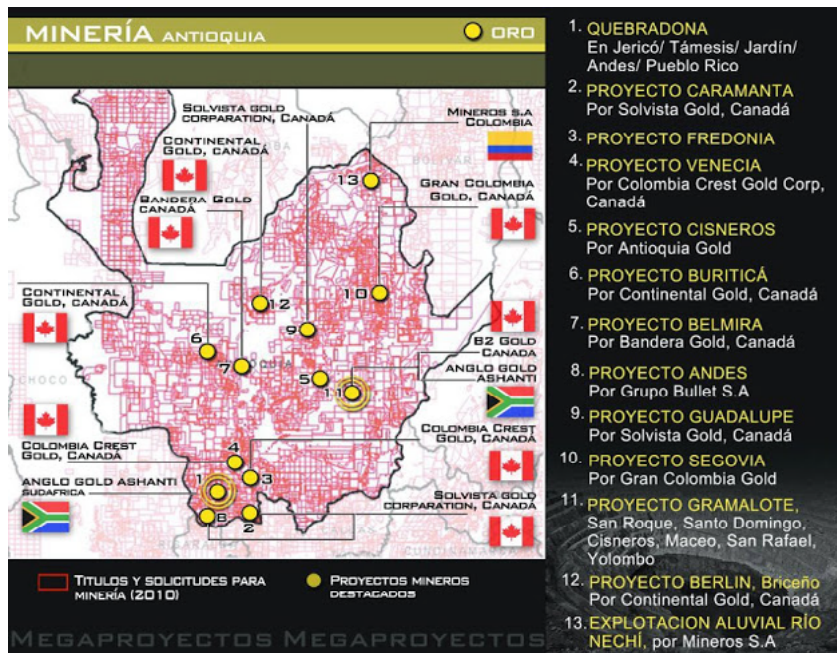 MINERÍA ANTIOQUIA
ORO
SOLVISTA GOLD
CORPARATION, CANADÁ
CONTINENTAL
GOLD, CANADÁ
BANDERA GOLD
CANADÁ
MINEROS S.A
COLOMBIA
GRAN COLOMBIA
GOLD, CANADÁ
13
12
10
9
CONTINENTAL
GOLD, CANADÁ
6
7
5
11
B2 GOLD
CANADA
ANGLO GOLD
ASHANTI
CHOCO
COLOMBIA CREST
GOLD, CANADÁ
COLOMBIA CREST
GOLD, CANADÁ
4
3
1
ANGLO GOLD ASHANTI
SUDAFRICA
8
2
SOLVISTA GOLD
CORPARATION, CANADÁ
TITULOS Y SOLICITUDES PARA
MINERÍA (2010)
PROYECTOS MINEROS
DESTACADOS
MEGAPROYECTOS MEGAPROYECTOS
1. QUEBRADONA
En Jericó/ Támesis/ Jardín/
Andes/ Pueblo Rico
2. PROYECTO CARAMANTA
Por Solvista Gold, Canadá
3. PROYECTO FREDONIA
4. PROYECTO VENECIA
Por Colombia Crest Gold Corp,
Canadá
5. PROYECTO CISNEROS
Por Antioquia Gold
6. PROYECTO BURITICÁ
Por Continental Gold, Canadá
7. PROYECTO BELMIRA
Por Bandera Gold, Canadá
8. PROYECTO ANDES
Por Grupo Bullet S.A
9. PROYECTO GUADALUPE
Por Solvista Gold, Canadá
10. PROYECTO SEGOVIA
Por Gran Colombia Gold
11. PROYECTO GRAMALOTE,
San Roque, Santo Domingo,
Cisneros, Maceo, San Rafael,
Yolombo
12. PROYECTO BERLIN, Briceño
Por Continental Gold, Canadá
13. EXPLOTACION ALUVIAL RÍO
NECHÍ, por Mineros S.A